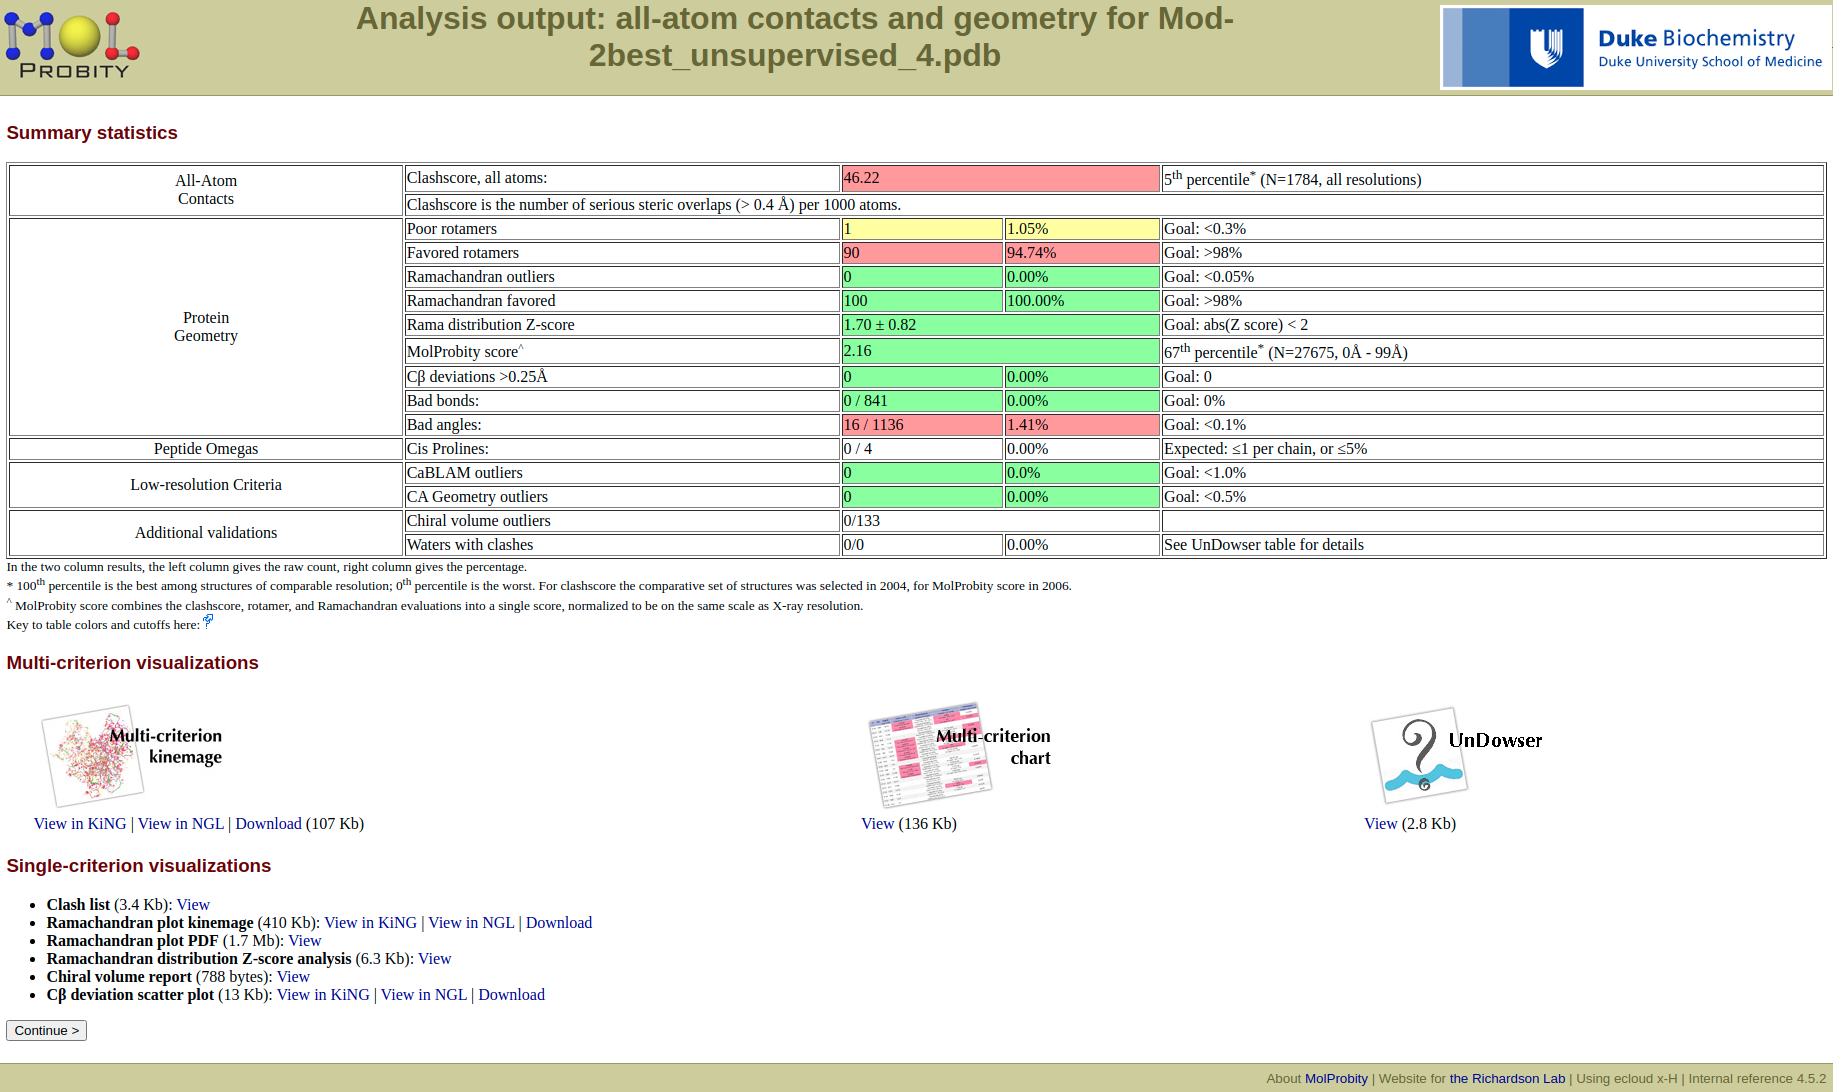 PROBITY
Analysis output: all-atom contacts and geometry for Mod-
2best_unsupervised_4.pdb
Duke Biochemistry
Duke University School of Medicine
Summary statistics
All-Atom
Contacts
Clashscore, all atoms:
46.22
5th percentile* (N=1784, all resolutions)
Clashscore is the number of serious steric overlaps (> 0.4 Å) per 1000 atoms.
Protein
Geometry
Poor rotamers 1 1.05% Goal: <0.3%
Favored rotamers 90 94.74% Goal: >98%
Ramachandran outliers 0 0.00% Goal: <0.05%
Ramachandran favored 100 100.00% Goal: >98%
Rama distribution Z-score 1.70 ± 0.82 Goal: abs(Z score) < 2
MolProbity score^ 2.16 67th percentile* (N=27675, 0Å - 99Å)
Cβ deviations >0.25Å 0 0.00% Goal: 0
Bad bonds: 0 / 841 0.00% Goal: 0%
Bad angles: 16 / 1136 1.41% Goal: <0.1%
Peptide Omegas Cis Prolines: 0 / 4 0.00% Expected: ≤1 per chain, or ≤5%
Low-resolution Criteria
CaBLAM outliers 0 0.0% Goal: <1.0%
CA Geometry outliers 0 0.00% Goal: <0.5%
Additional validations
Chiral volume outliers 0/133
Waters with clashes 0/0 0.00% See UnDowser table for details
In the two column results, the left column gives the raw count, right column gives the percentage.
* 100th percentile is the best among structures of comparable resolution; 0th percentile is the worst. For clashscore the comparative set of structures was selected in 2004, for MolProbity score in 2006.
^ MolProbity score combines the clashscore, rotamer, and Ramachandran evaluations into a single score, normalized to be on the same scale as X-ray resolution.
Key to table colors and cutoffs here: ?
Multi-criterion visualizations
Multi-criterion
kinemage
Multi-criterion
chart
UnDowser
View in KiNG | View in NGL | Download (107 Kb)
View (136 Kb)
View (2.8 Kb)
Single-criterion visualizations
• Clash list (3.4 Kb): View
• Ramachandran plot kinemage (410 Kb): View in KiNG | View in NGL | Download
• Ramachandran plot PDF (1.7 Mb): View
• Ramachandran distribution Z-score analysis (6.3 Kb): View
• Chiral volume report (788 bytes): View
• Cβ deviation scatter plot (13 Kb): View in KiNG | View in NGL | Download
Continue >
About MolProbity | Website for the Richardson Lab | Using ecloud x-H | Internal reference 4.5.2